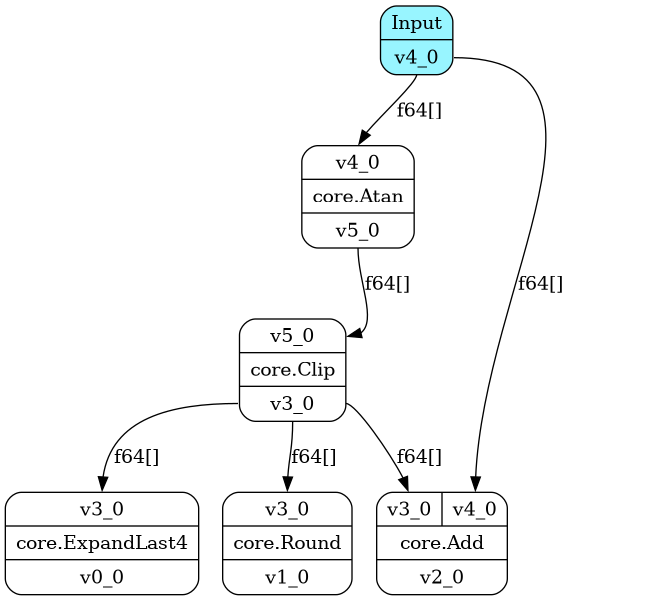 Input
v4_0
f64[]
v4_0
core.Atan
v5_0
f64[]
f64[]
v5_0
core.Clip
v3_0
f64[]
f64[]
f64[]
v3_0
core.ExpandLast4
v0_0
v3_0
core.Round
v1_0
v3_0 v4_0
core.Add
v2_0